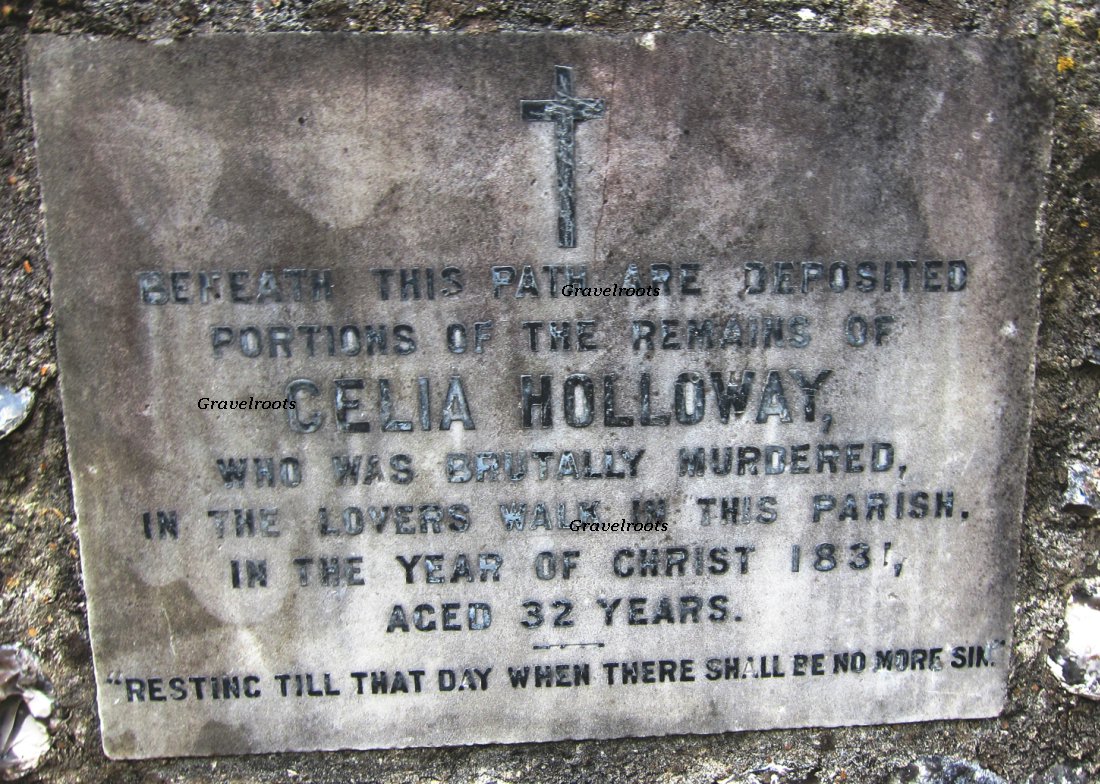 BENEATH THIS PATH ARE DEPOSITED
PORTIONS OF THE REMAINS OF
CELIA HOLLOWAY,
WHO WAS BRUTALLY MURDERED,
IN THE LOVERS WALK IN THIS PARISH.
IN THE YEAR OF CHRIST 1831,
AGED 32 YEARS.
"RESTING TILL THAT DAY WHEN THERE SHALL BE NO MORE SIN."
Gravelroots
Gravelroots
Gravelroots